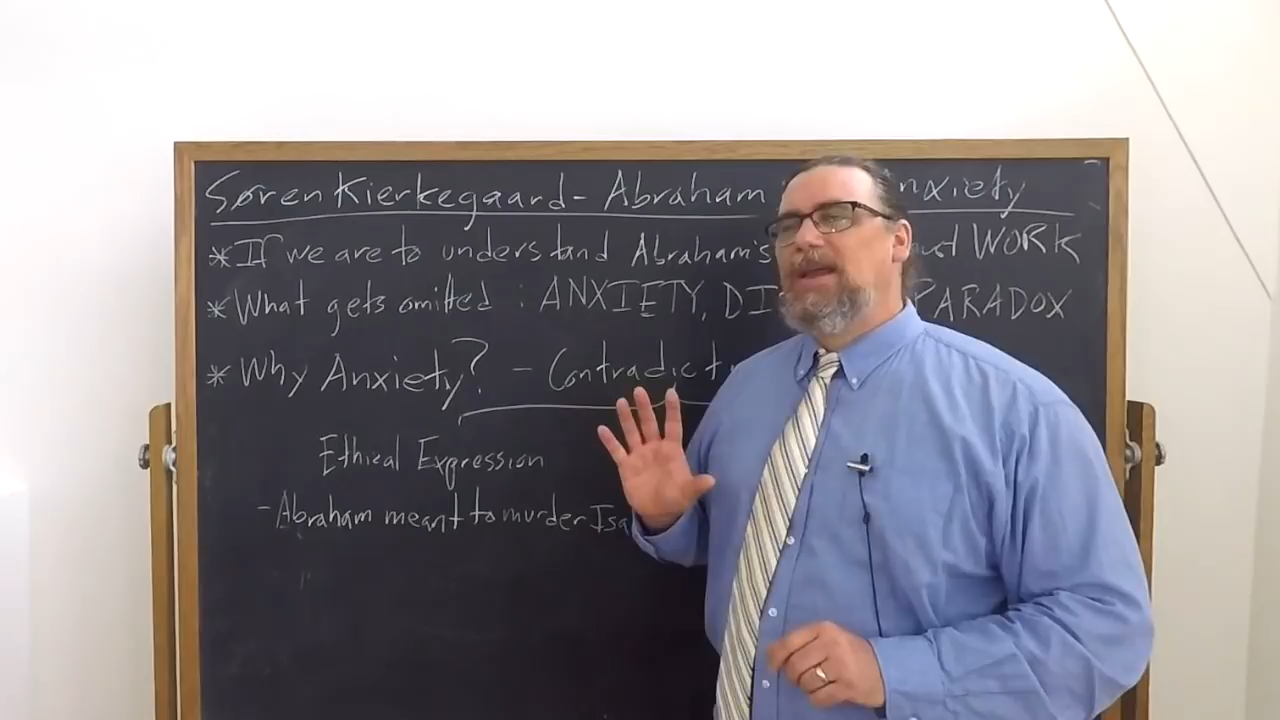 Søren Kierkegaard - Abraham nxiety
* If we are to understand Abraham's WORK
* What gets omitted : ANXIETY, DI PARADOX
* Why Anxiety? - Contradict
Ethical Expression
- Abraham meant to murder Isa